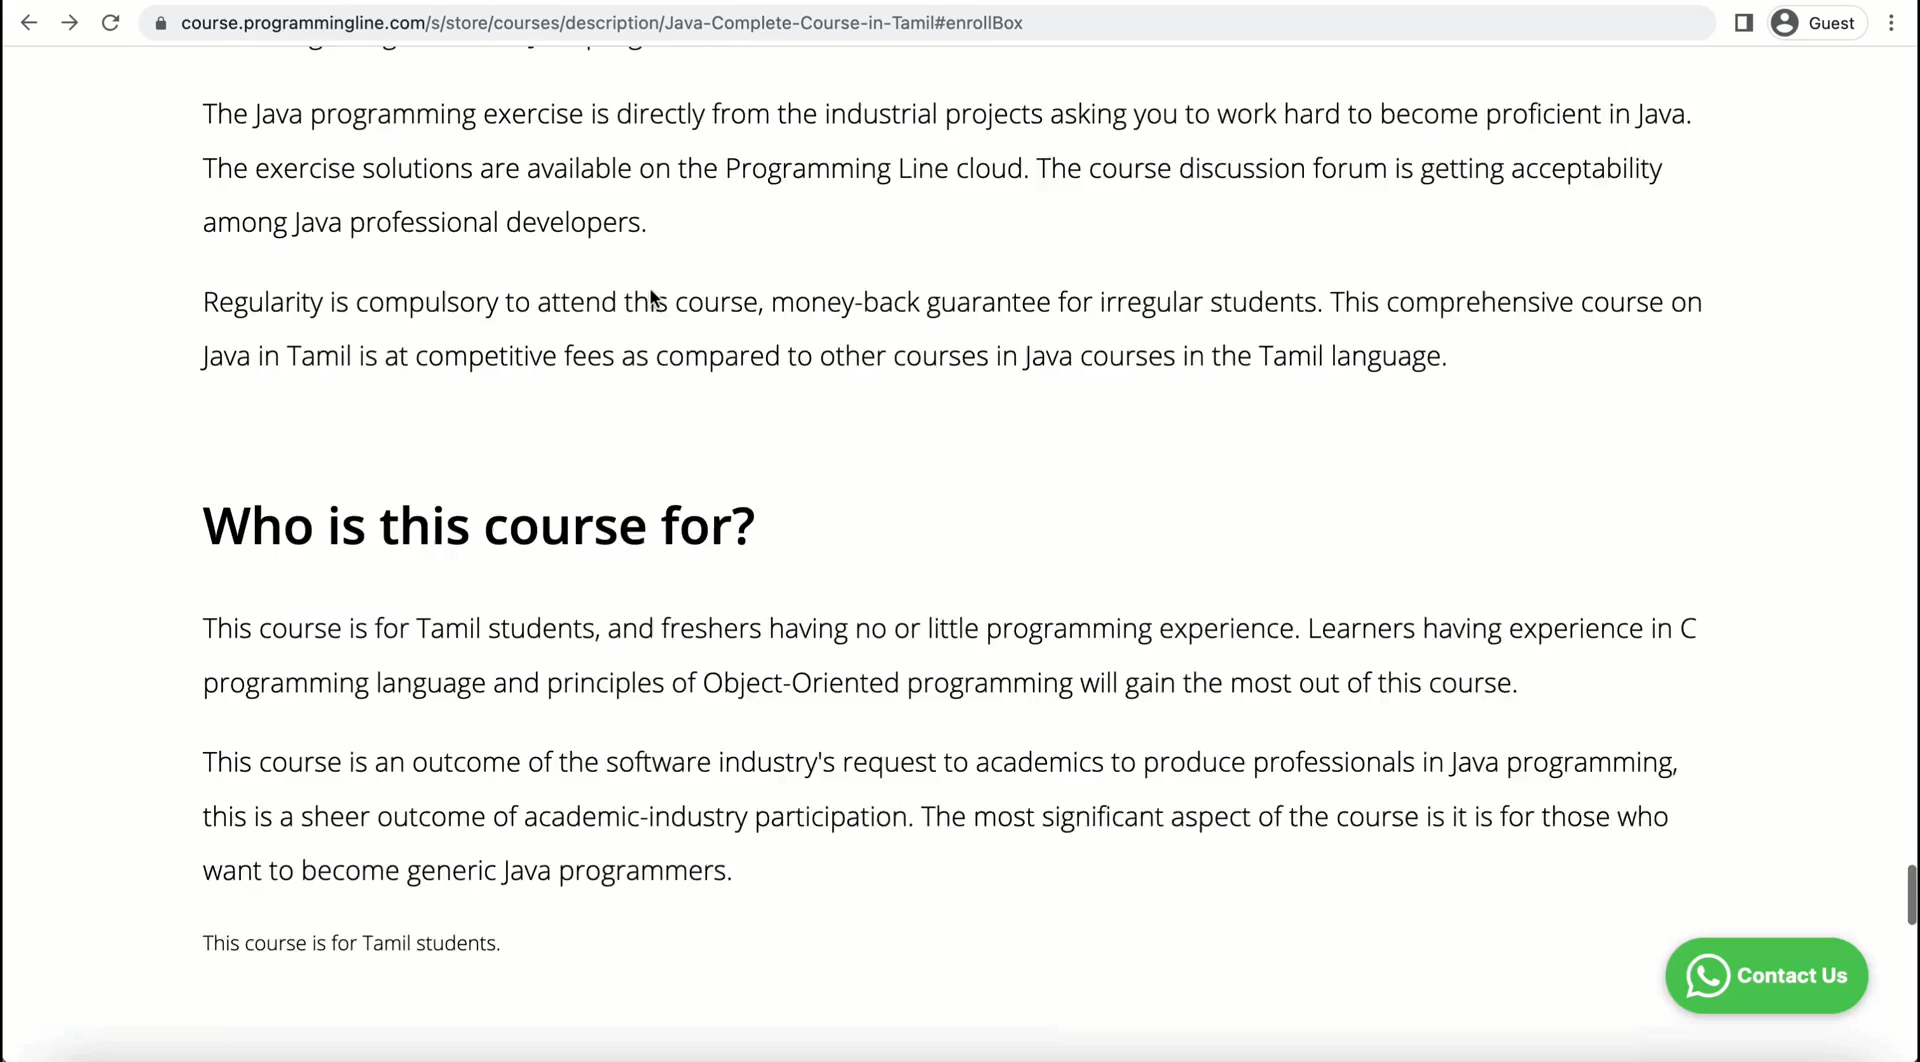 course.programmingline.com/s/store/courses/description/Java-Complete-Course-in-Tamil#enrollBox
Guest
The Java programming exercise is directly from the industrial projects asking you to work hard to become proficient in Java.
The exercise solutions are available on the Programming Line cloud. The course discussion forum is getting acceptability
among Java professional developers.
Regularity is compulsory to attend this course, money-back guarantee for irregular students. This comprehensive course on
Java in Tamil is at competitive fees as compared to other courses in Java courses in the Tamil language.
Who is this course for?
This course is for Tamil students, and freshers having no or little programming experience. Learners having experience in C
programming language and principles of Object-Oriented programming will gain the most out of this course.
This course is an outcome of the software industry's request to academics to produce professionals in Java programming,
this is a sheer outcome of academic-industry participation. The most significant aspect of the course is it is for those who
want to become generic Java programmers.
This course is for Tamil students.
Contact Us